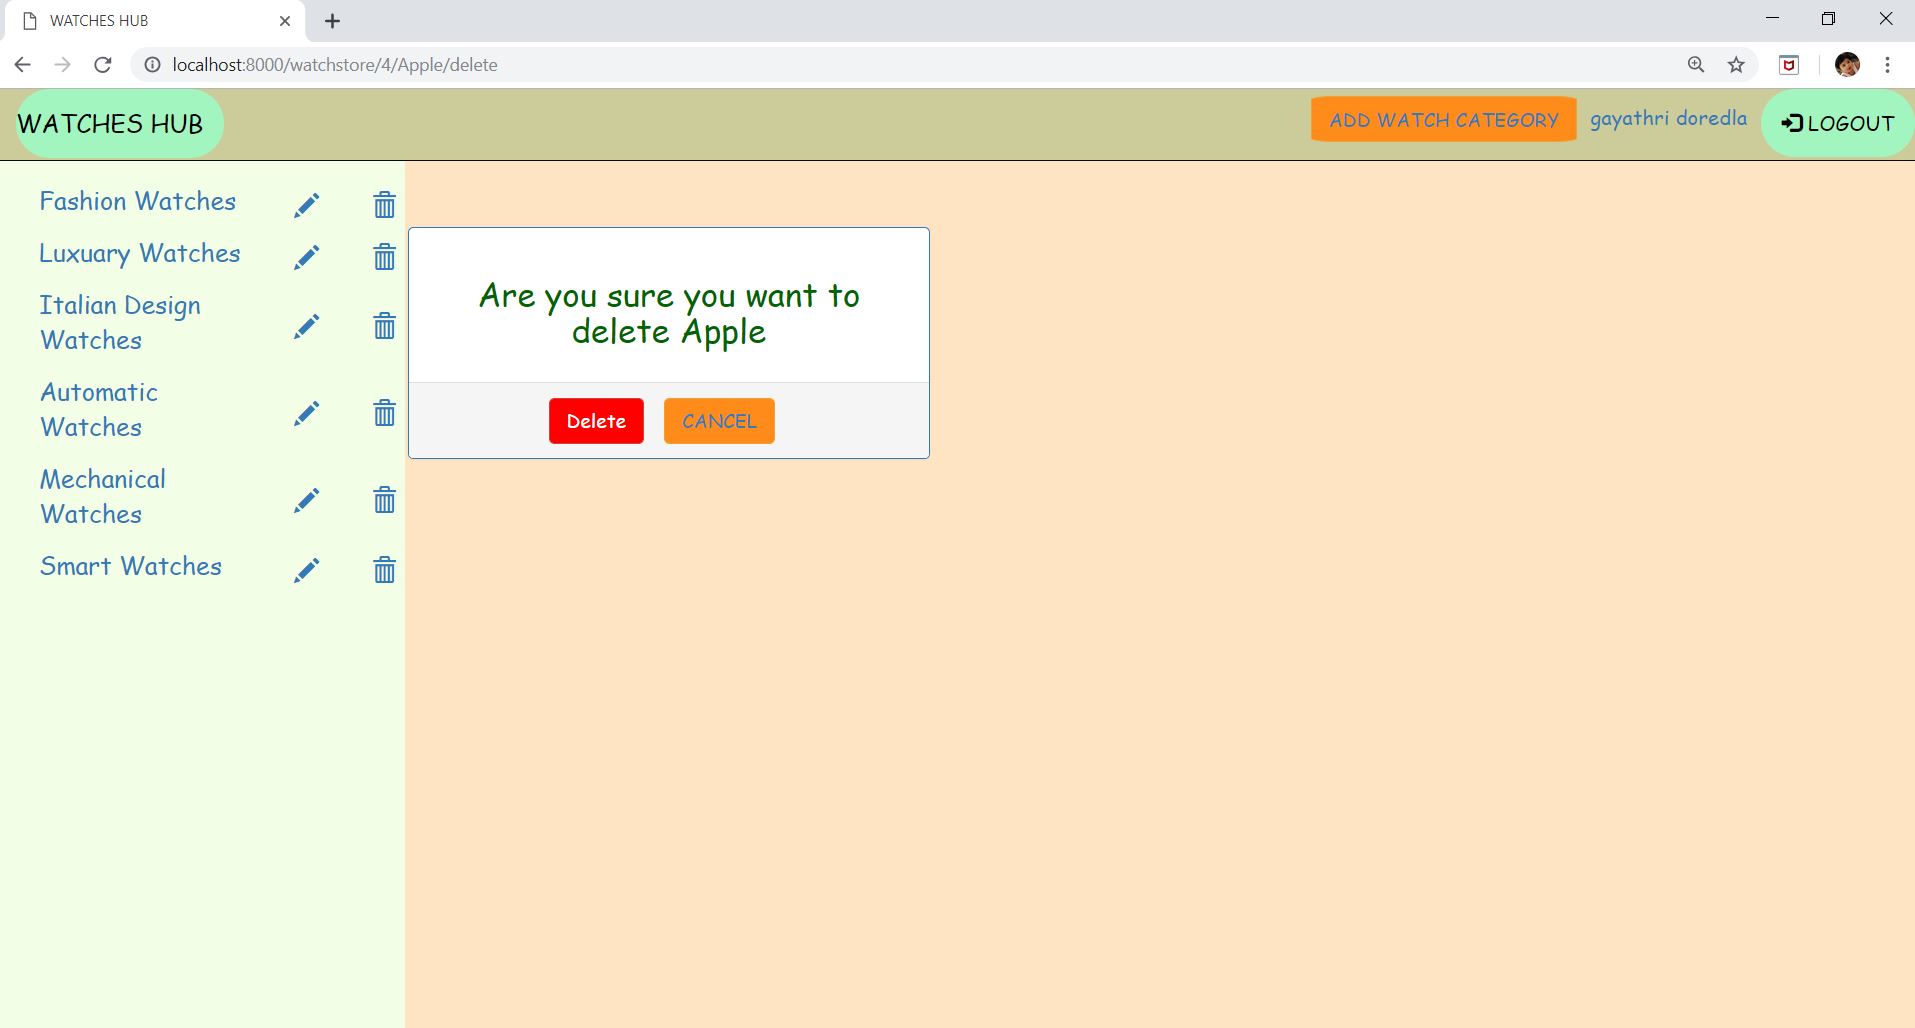 WATCHES HUB
localhost:8000/watchstore/4/Apple/delete
WATCHES HUB
ADD WATCH CATEGORY
gayathri doredla
LOGOUT
Fashion Watches
Luxuary Watches
Italian Design
Watches
Automatic
Watches
Mechanical
Watches
Smart Watches
Are you sure you want to
delete Apple
Delete
CANCEL